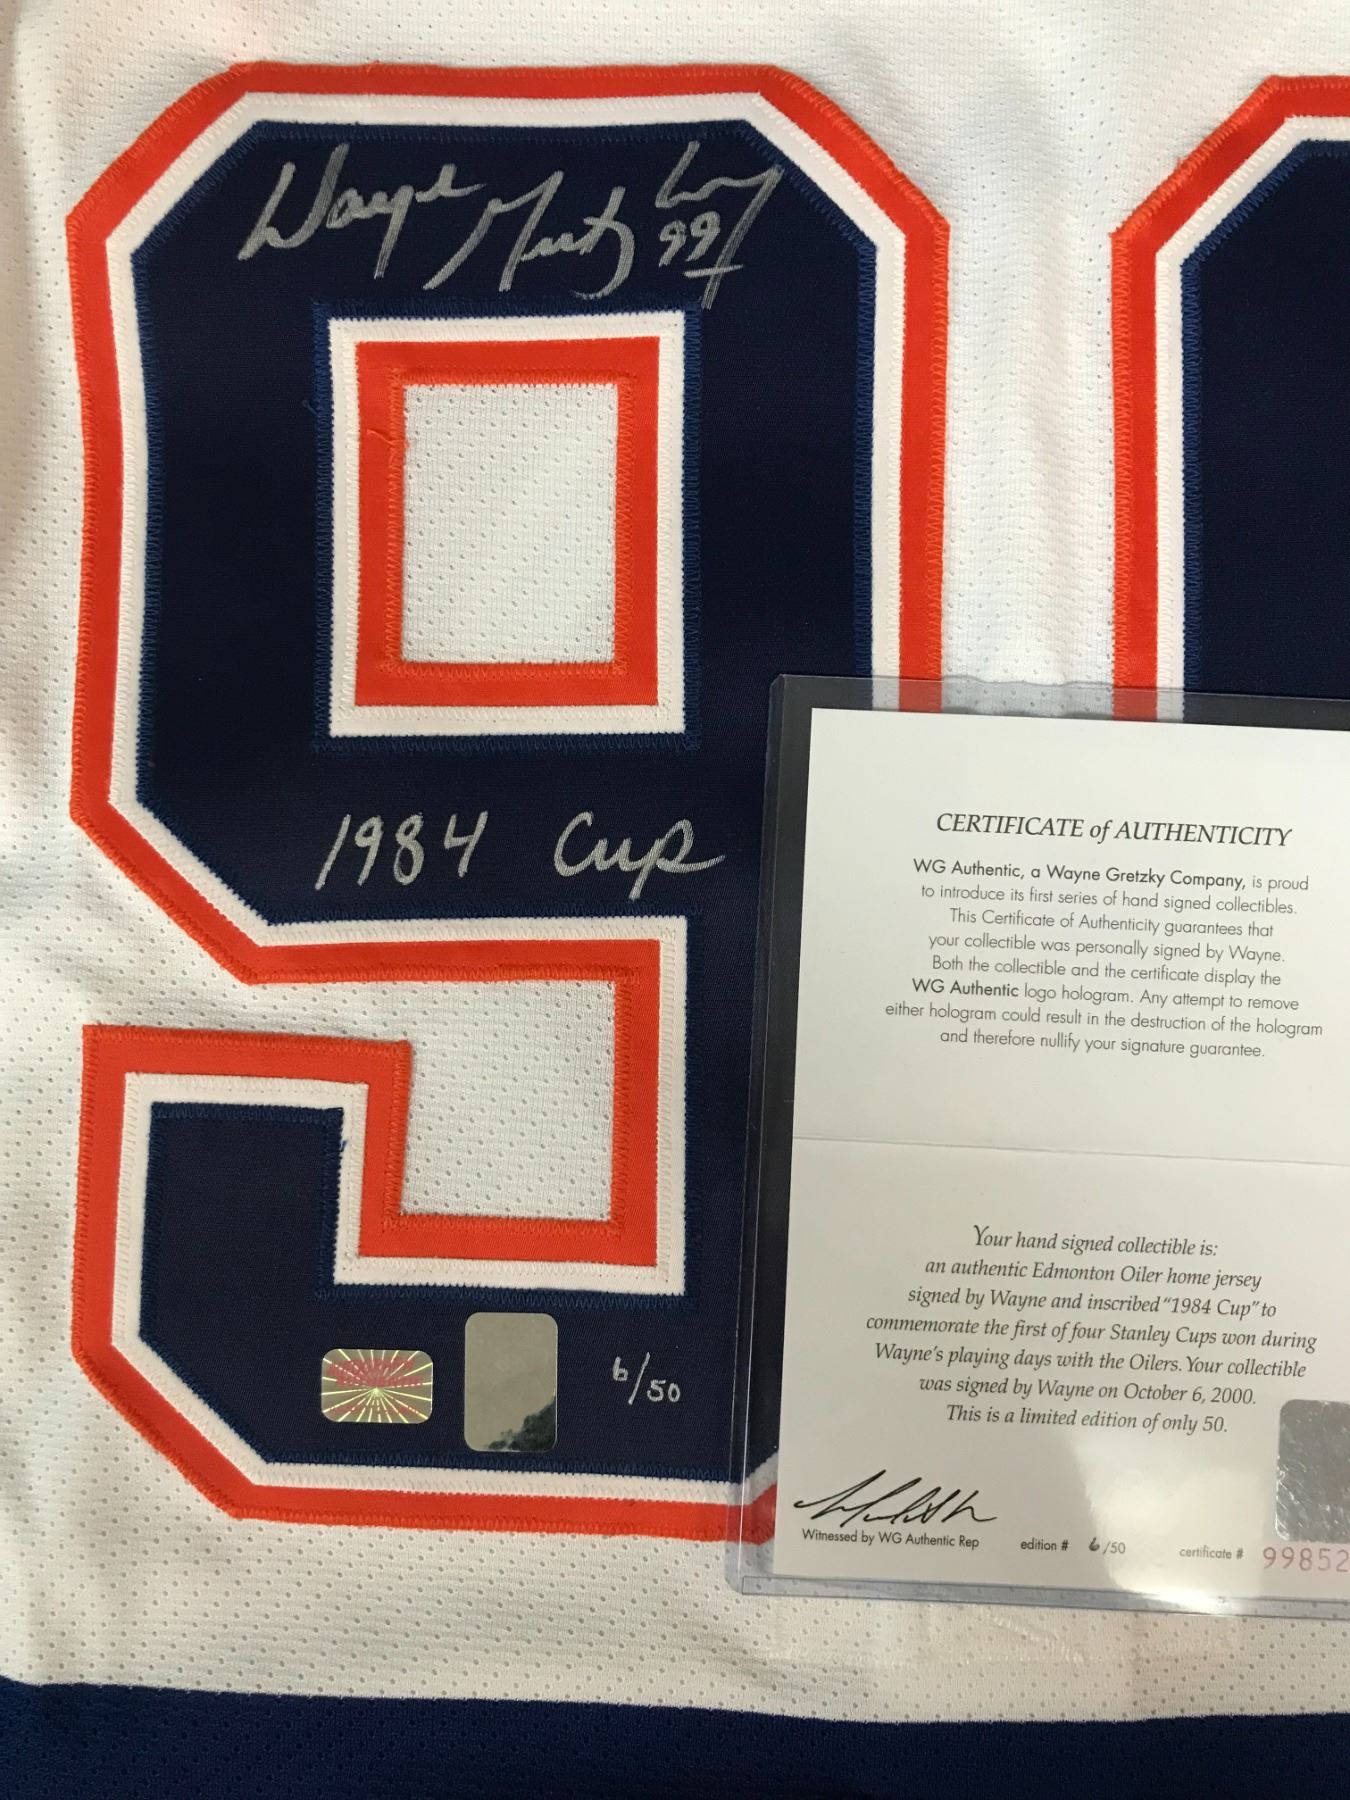 Wayne Gretzky
99
1984 Cup
6/50
CERTIFICATE of AUTHENTICITY
WG Authentic, a Wayne Gretzky Company, is proud
to introduce its first series of hand signed collectibles.
This Certificate of Authenticity guarantees that
your collectible was personally signed by Wayne.
Both the collectible and the certificate display the
WG Authentic logo hologram. Any attempt to remove
either hologram could result in the destruction of the hologram
and therefore nullify your signature guarantee.
Your hand signed collectible is:
an authentic Edmonton Oiler home jersey
signed by Wayne and inscribed "1984 Cup" to
commemorate the first of four Stanley Cups won during
Wayne's playing days with the Oilers. Your collectible
was signed by Wayne on October 6, 2000.
This is a limited edition of only 50.
Witnessed by WG Authentic Rep edition # 6/50 certificate # 99852